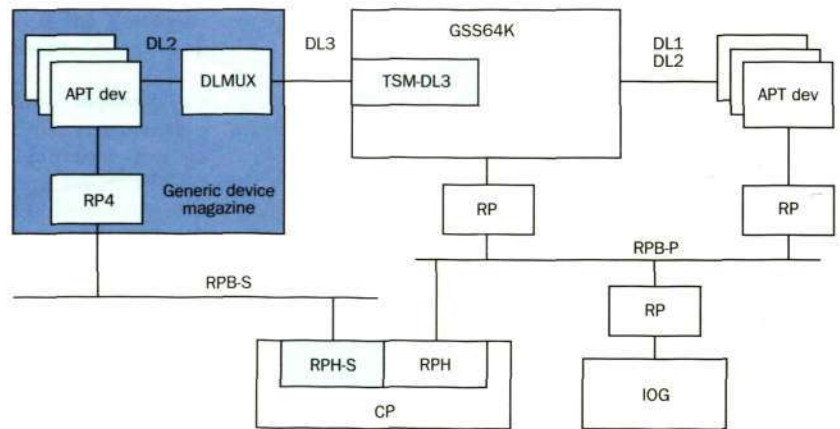 GSS64K
DL2
DL3
DL1
DL2
APT dev
DLMUX
TSM-DL3
APT dev
RP4
Generic device
magazine
RP
RP
RPB-P
RPB-S
RP
RPH-S
RPH
IOG
CP